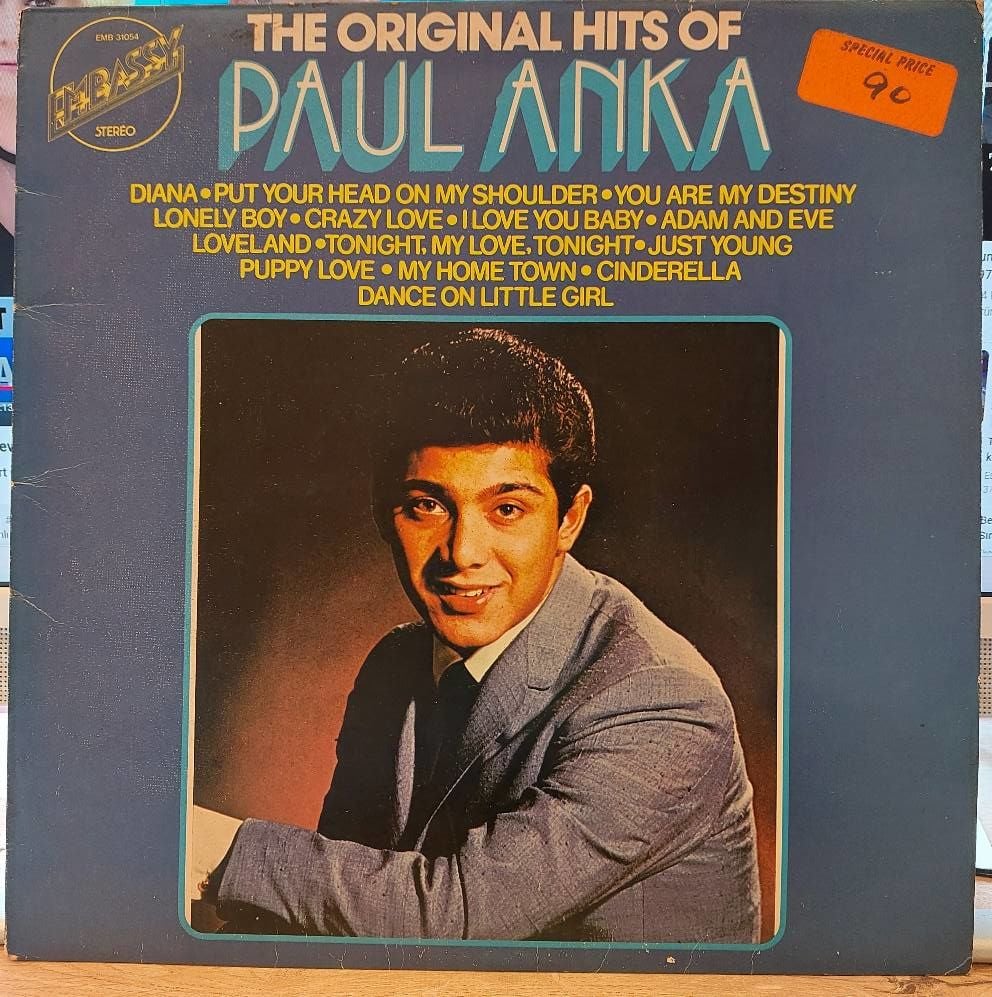 EMB 31054
EMBASSY
STEREO
THE ORIGINAL HITS OF
PAUL ANKA
SPECIAL PRICE
90
DIANA•PUT YOUR HEAD ON MY SHOULDER•YOU ARE MY DESTINY
LONELY BOY•CRAZY LOVE•I LOVE YOU BABY•ADAM AND EVE
LOVELAND•TONIGHT, MY LOVE, TONIGHT•JUST YOUNG
PUPPY LOVE•MY HOME TOWN•CINDERELLA
DANCE ON LITTLE GIRL